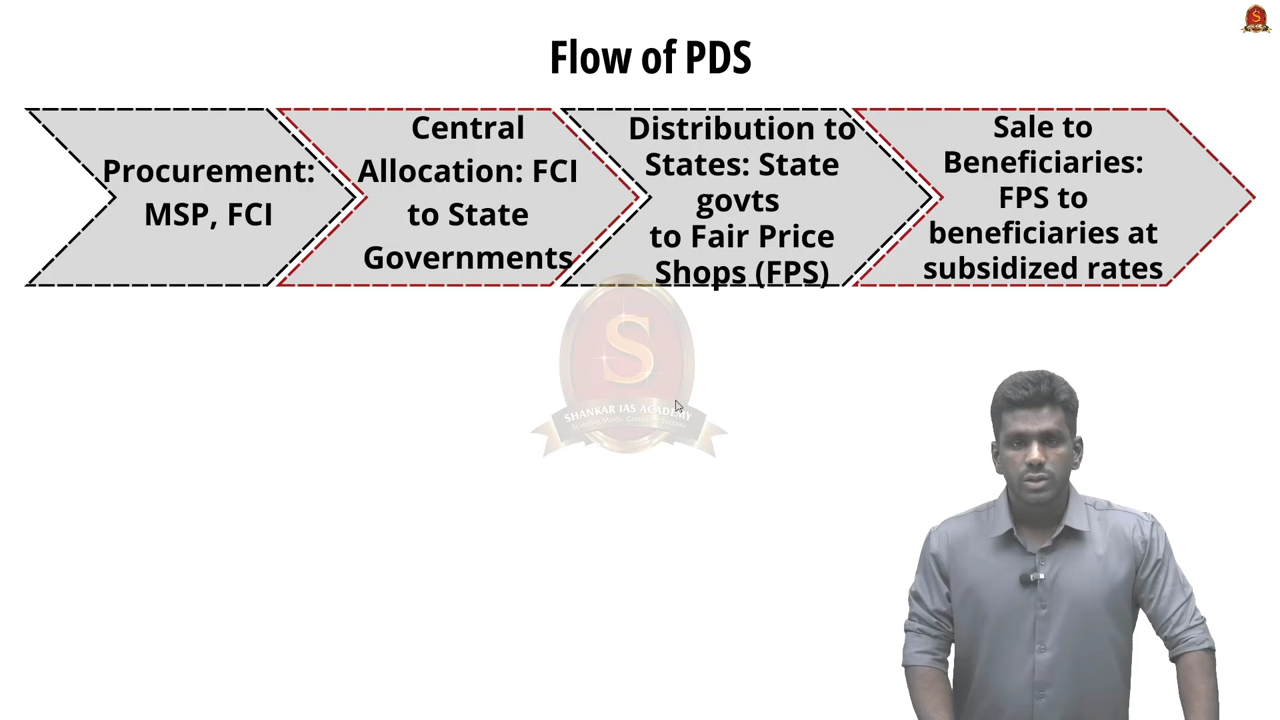 Flow of PDS
Procurement:
MSP, FCI
Central
Allocation: FCI
to State
Governments
Distribution to
States: State
govts
to Fair Price
Shops (FPS)
Sale to
Beneficiaries:
FPS to
beneficiaries at
subsidized rates
S
SHANKAR IAS ACADEMY